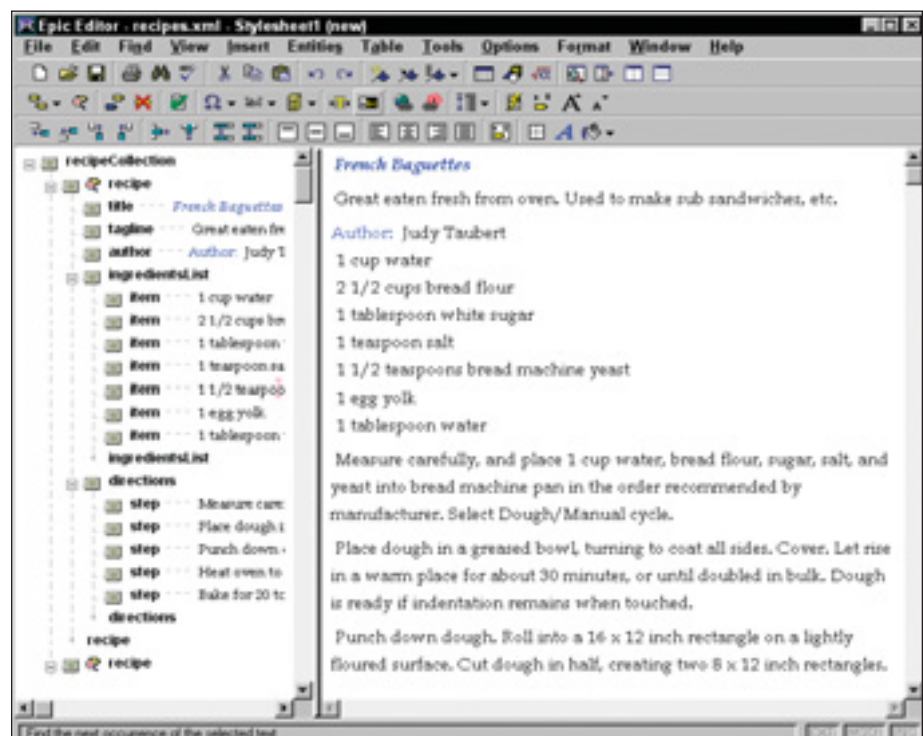 Epic Editor - recipes.xml - Stylesheet1 (new)
File Edit Find View Insert Entities Table Tools Options Format Window Help
recipeCollection
recipe
title French Baguettes
tagline Great eaten fre
author Author: Judy T
ingredientsList
item 1 cup water
item 2 1/2 cups bre
item 1 tablespoon
item 1 teaspoon sa
item 1 1/2 teaspoo
item 1 egg yolk
item 1 tablespoon
ingredientsList
directions
step Measure care
step Place dough i
step Punch down
step Heat oven to
step Bake for 20 to
directions
recipe
recipe
French Baguettes
Great eaten fresh from oven. Used to make sub sandwiches, etc.
Author: Judy Taubert
1 cup water
2 1/2 cups bread flour
1 tablespoon white sugar
1 teaspoon salt
1 1/2 teaspoons bread machine yeast
1 egg yolk
1 tablespoon water
Measure carefully, and place 1 cup water, bread flour, sugar, salt, and
yeast into bread machine pan in the order recommended by
manufacturer. Select Dough/Manual cycle.
Place dough in a greased bowl, turning to coat all sides. Cover. Let rise
in a warm place for about 30 minutes, or until doubled in bulk. Dough
is ready if indentation remains when touched.
Punch down dough. Roll into a 16 x 12 inch rectangle on a lightly
floured surface. Cut dough in half, creating two 8 x 12 inch rectangles.
Find the next occurrence of the selected text